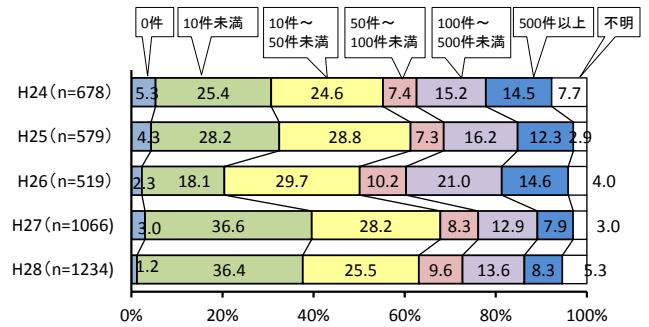 0件 10件未満 10件～ 50件未満 50件～ 100件未満 100件～ 500件未満 500件以上 不明
H24（n=678） 5.3 25.4 24.6 7.4 15.2 14.5 7.7
H25（n=579） 4.3 28.2 28.8 7.3 16.2 12.3 2.9
H26（n=519） 2.3 18.1 29.7 10.2 21.0 14.6 4.0
H27（n=1066） 3.0 36.6 28.2 8.3 12.9 7.9 3.0
H28（n=1234） 1.2 36.4 25.5 9.6 13.6 8.3 5.3
0% 20% 40% 60% 80% 100%